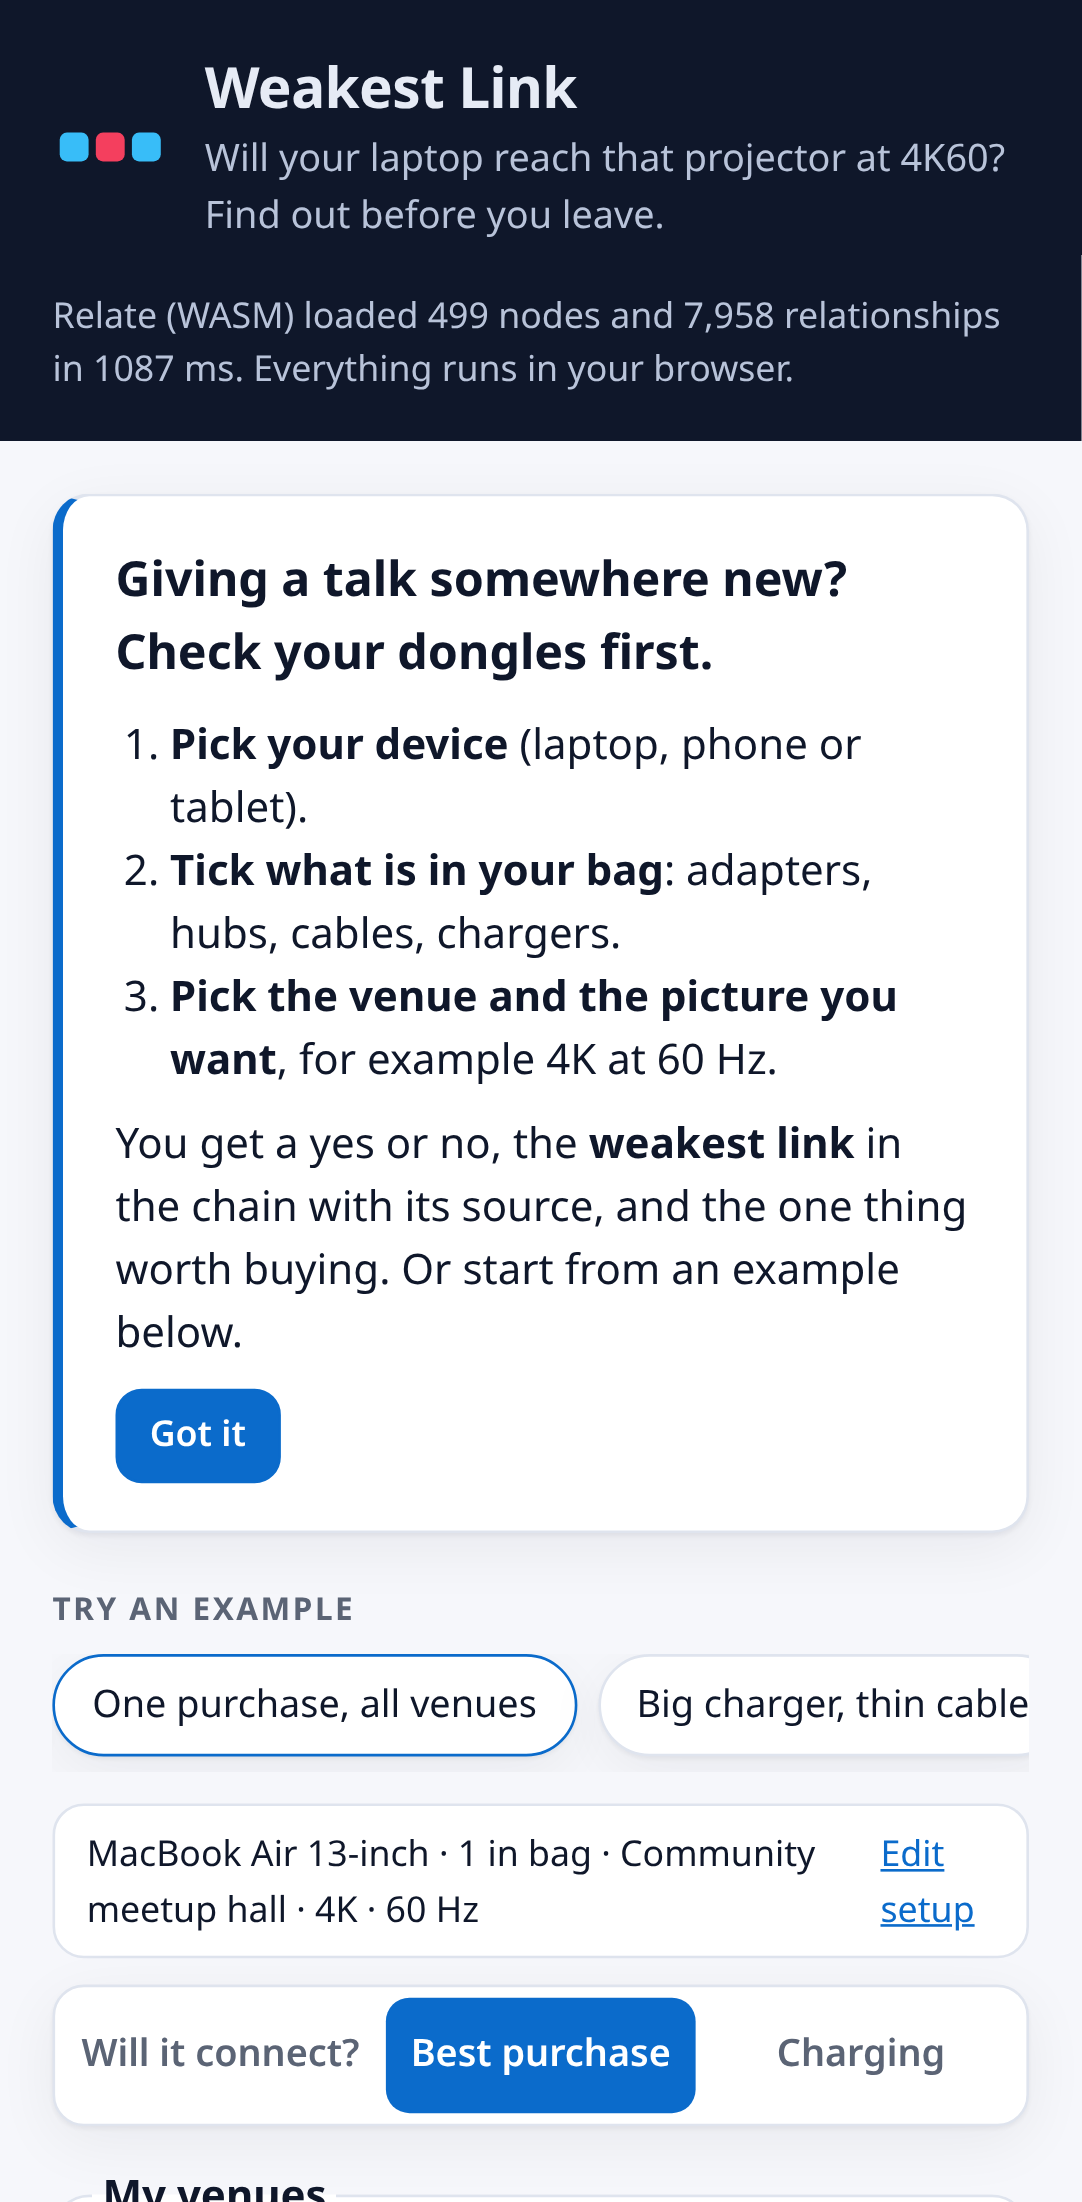 Weakest Link
Will your laptop reach that projector at 4K60?
Find out before you leave.
Relate (WASM) loaded 499 nodes and 7,958 relationships
in 1087 ms. Everything runs in your browser.
Giving a talk somewhere new?
Check your dongles first.
1. Pick your device (laptop, phone or
tablet).
2. Tick what is in your bag: adapters,
hubs, cables, chargers.
3. Pick the venue and the picture you
want, for example 4K at 60 Hz.
You get a yes or no, the weakest link in
the chain with its source, and the one thing
worth buying. Or start from an example
below.
Got it
TRY AN EXAMPLE
One purchase, all venues
Big charger, thin cable
MacBook Air 13-inch · 1 in bag · Community
meetup hall · 4K · 60 Hz
Edit
setup
Will it connect?
Best purchase
Charging
My venues